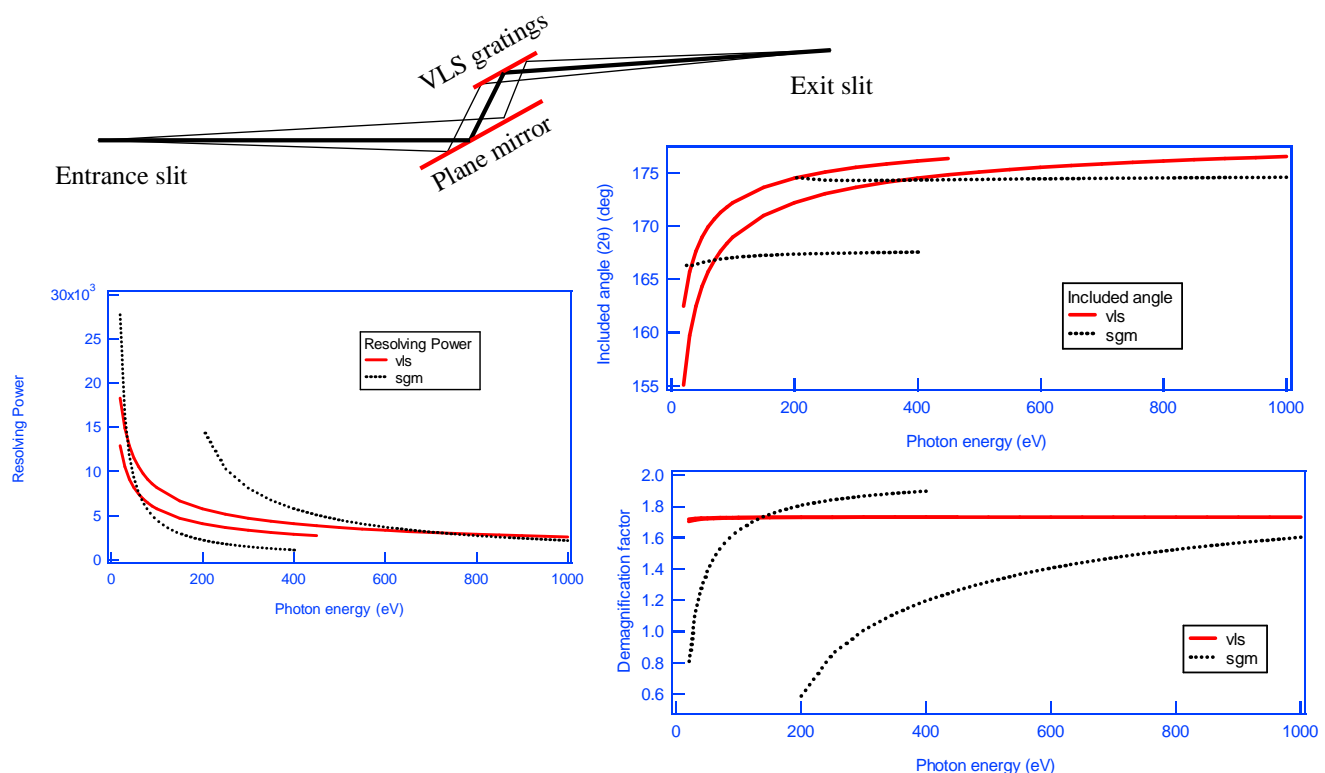 VLS gratings
Exit slit
Plane mirror
Entrance slit
175
170
165
160
155
Included angle (2θ) (deg)
0
200
400
600
800
1000
Photon energy (eV)
Included angle
vls
sgm
30x10³
25
20
15
10
5
0
Resolving Power
0
200
400
600
800
1000
Photon energy (eV)
Resolving Power
vls
sgm
2.0
1.8
1.6
1.4
1.2
1.0
0.8
0.6
Demagnification factor
0
200
400
600
800
1000
Photon energy (eV)
vls
sgm